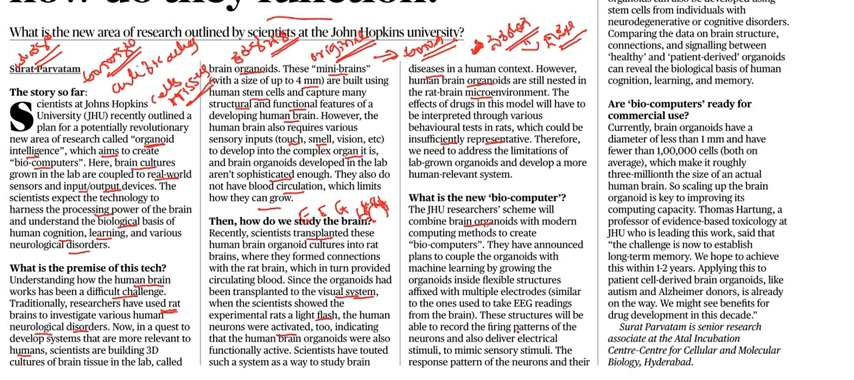 how do they function?
What is the new area of research outlined by scientists at the John Hopkins university?
Surat Parvatam
The story so far:
Scientists at Johns Hopkins
University (JHU) recently outlined a
plan for a potentially revolutionary
new area of research called “organoid
intelligence”, which aims to create
“bio-computers”. Here, brain cultures
grown in the lab are coupled to real-world
sensors and input/output devices. The
scientists expect the technology to
harness the processing power of the brain
and understand the biological basis of
human cognition, learning, and various
neurological disorders.
What is the premise of this tech?
Understanding how the human brain
works has been a difficult challenge.
Traditionally, researchers have used rat
brains to investigate various human
neurological disorders. Now, in a quest to
develop systems that are more relevant to
humans, scientists are building 3D
cultures of brain tissue in the lab, called
brain organoids. These “mini-brains”
(with a size of up to 4 mm) are built using
human stem cells and capture many
structural and functional features of a
developing human brain. However, the
human brain also requires various
sensory inputs (touch, smell, vision, etc)
to develop into the complex organ it is,
and brain organoids developed in the lab
aren’t sophisticated enough. They also do
not have blood circulation, which limits
how they can grow.
EEG
Then, how do we study the brain?
Recently, scientists transplanted these
human brain organoid cultures into rat
brains, where they formed connections
with the rat brain, which in turn provided
circulating blood. Since the organoids had
been transplanted to the visual system,
when the scientists showed the
experimental rats a light flash, the human
neurons were activated, too, indicating
that the human brain organoids were also
functionally active. Scientists have touted
such a system as a way to study brain
diseases in a human context. However,
human brain organoids are still nested in
the rat-brain microenvironment. The
effects of drugs in this model will have to
be interpreted through various
behavioural tests in rats, which could be
insufficiently representative. Therefore,
we need to address the limitations of
lab-grown organoids and develop a more
human-relevant system.
What is the new ‘bio-computer’?
The JHU researchers’ scheme will
combine brain organoids with modern
computing methods to create
“bio-computers”. They have announced
plans to couple the organoids with
machine learning by growing the
organoids inside flexible structures
affixed with multiple electrodes (similar
to the ones used to take EEG readings
from the brain). These structures will be
able to record the firing patterns of the
neurons and also deliver electrical
stimuli, to mimic sensory stimuli. The
response pattern of the neurons and their
stem cells from individuals with
neurodegenerative or cognitive disorders.
Comparing the data on brain structure,
connections, and signalling between
‘healthy’ and ‘patient-derived’ organoids
can reveal the biological basis of human
cognition, learning, and memory.
Are ‘bio-computers’ ready for
commercial use?
Currently, brain organoids have a
diameter of less than 1 mm and have
fewer than 1,00,000 cells (both on
average), which make it roughly
three-millionth the size of an actual
human brain. So scaling up the brain
organoid is key to improving its
computing capacity. Thomas Hartung, a
professor of evidence-based toxicology at
JHU who is leading this work, said that
“the challenge is now to establish
long-term memory. We hope to achieve
this within 1-2 years. Applying this to
patient cell-derived brain organoids, like
autism and Alzheimer donors, is already
on the way. We might see benefits for
drug development in this decade.”
Surat Parvatam is senior research
associate at the Atal Incubation
Centre-Centre for Cellular and Molecular
Biology, Hyderabad.